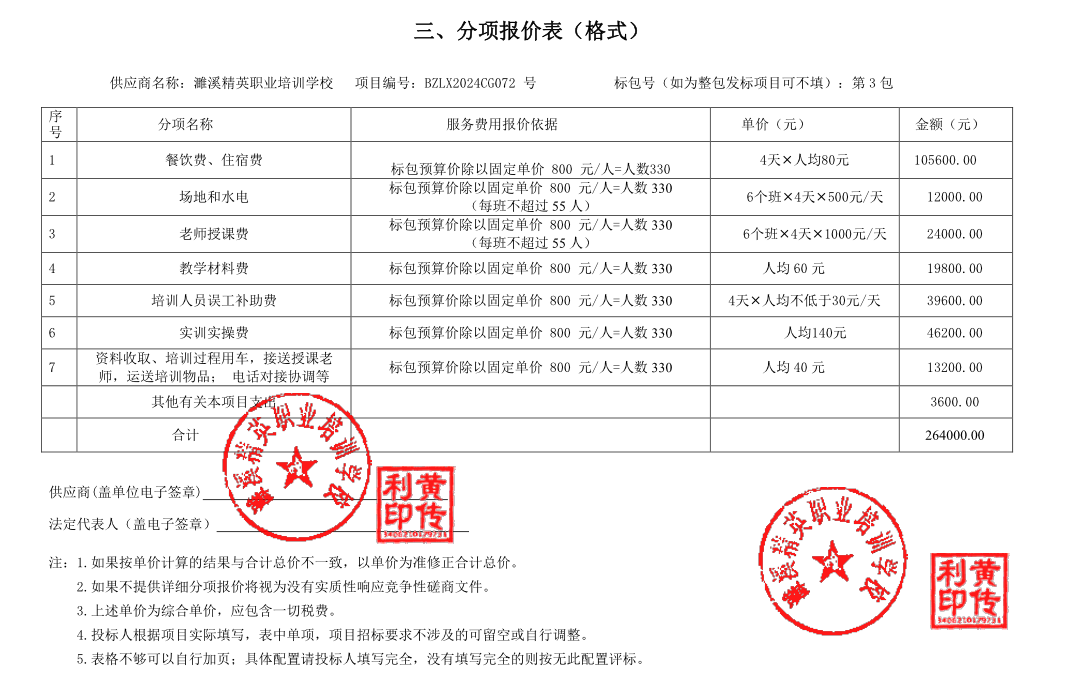 三、分项报价表（格式）
供应商名称: 濉溪精英职业培训学校 项目编号: BZLX2024CG072 号 标包号（如为整包发标项目可不填）: 第 3 包
序号 分项名称 服务费用报价依据 单价（元） 金额（元）
1 餐饮费、住宿费 标包预算价除以固定单价 800 元/人=人数330 4天×人均80元 105600.00
2 场地和水电 标包预算价除以固定单价 800 元/人=人数 330（每班不超过 55 人） 6个班×4天×500元/天 12000.00
3 老师授课费 标包预算价除以固定单价 800 元/人=人数 330（每班不超过 55 人） 6个班×4天×1000元/天 24000.00
4 教学材料费 标包预算价除以固定单价 800 元/人=人数 330 人均 60 元 19800.00
5 培训人员误工补助费 标包预算价除以固定单价 800 元/人=人数 330 4天×人均不低于30元/天 39600.00
6 实训实操费 标包预算价除以固定单价 800 元/人=人数 330 人均140元 46200.00
7 资料收取、培训过程用车，接送授课老师，运送培训物品； 电话对接协调等 标包预算价除以固定单价 800 元/人=人数 330 人均 40 元 13200.00
其他有关本项目支出 3600.00
合计 264000.00
供应商(盖单位电子签章)
濉溪精英职业培训学校
黄传利印
3406210129731
法定代表人（盖电子签章）
濉溪精英职业培训学校
黄传利印
3406210129731
注: 1.如果按单价计算的结果与合计总价不一致，以单价为准修正合计总价。
2.如果不提供详细分项报价将视为没有实质性响应竞争性磋商文件。
3.上述单价为综合单价，应包含一切税费。
4.投标人根据项目实际填写，表中单项，项目招标要求不涉及的可留空或自行调整。
5.表格不够可以自行加页；具体配置请投标人填写完全，没有填写完全的则按无此配置评标。